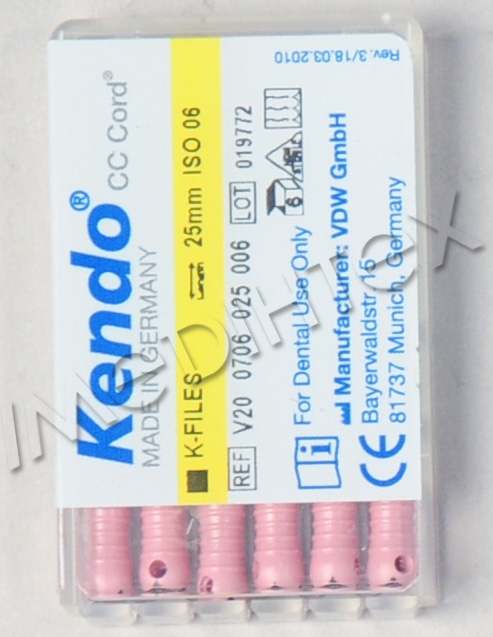 Kendo® CC Cord®
MADE IN GERMANY
K-FILES 25mm ISO 06
REF V20 0706 025 006 LOT 019772
6
For Dental Use Only
Manufacturer: VDW GmbH
Bayerwaldstr. 15
81737 Munich, Germany
CE
Rev. 3/18.03.2010